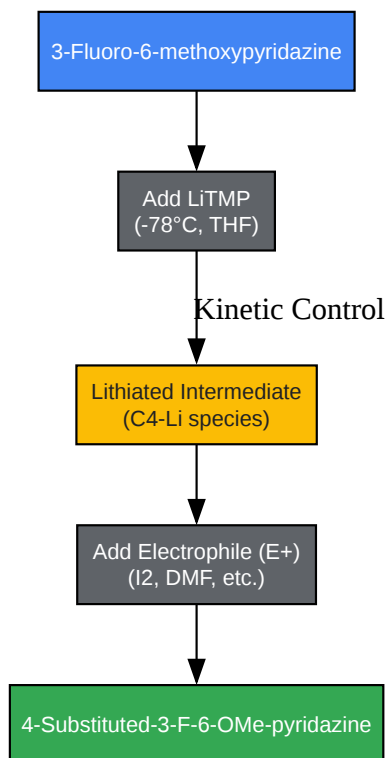 3-Fluoro-6-methoxypyridazine
Add LiTMP
(-78°C, THF)
Kinetic Control
Lithiated Intermediate
(C4-Li species)
Add Electrophile (E+)
(I2, DMF, etc.)
4-Substituted-3-F-6-OMe-pyridazine